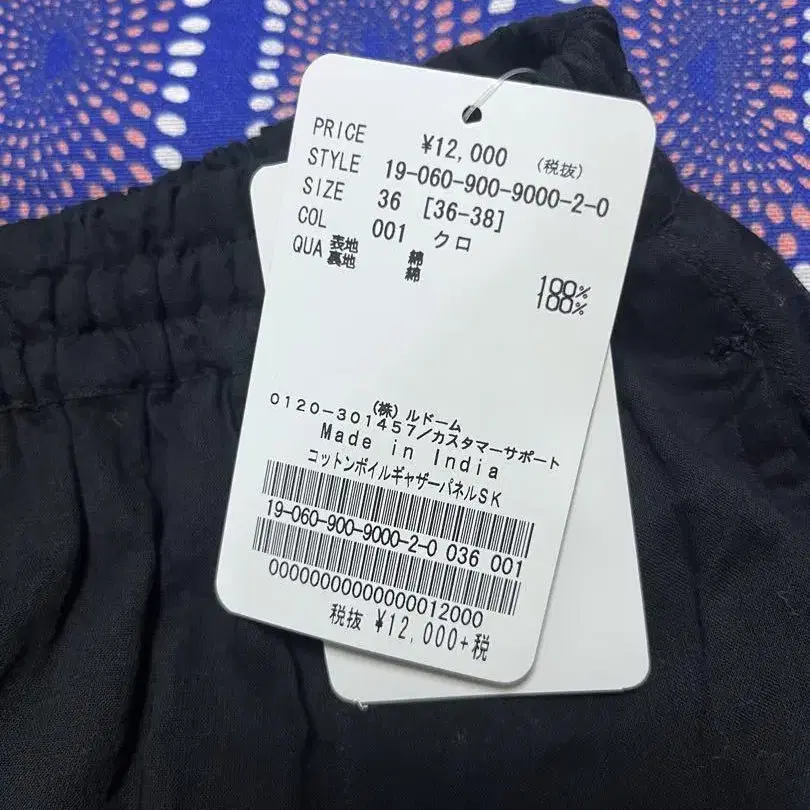 PRICE ¥12,000 (税抜)
STYLE 19-060-900-9000-2-0
SIZE 36 [36-38]
COL 001 クロ
QUA 表地 綿 100%
裏地 綿 100%
(株)ルドーム
0120-301457/カスタマーサポート
Made in India
コットンボイルギャザーパネルSK
19-060-900-9000-2-0 036 001
000000000000000012000
税抜 ¥12,000+税